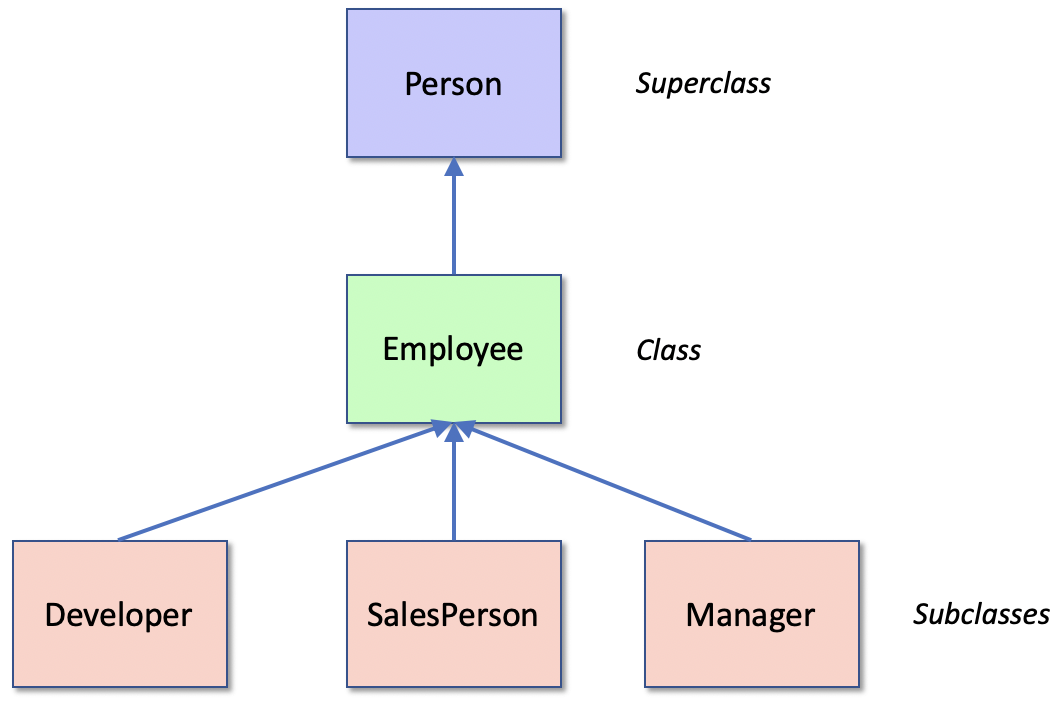 Person
Superclass
Employee
Class
Developer
SalesPerson
Manager
Subclasses